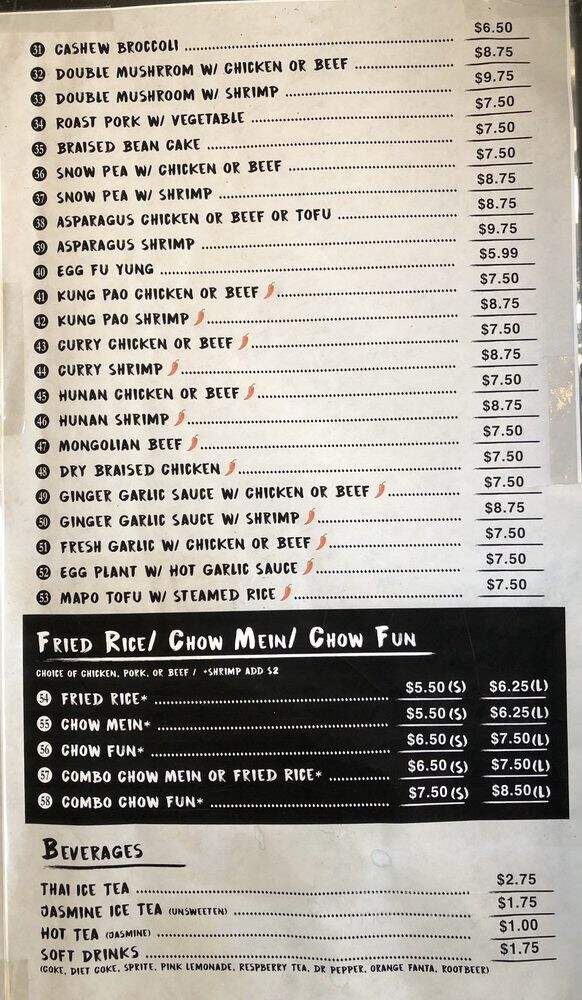 31 CASHEW BROCCOLI $6.50
32 DOUBLE MUSHRROM W/ CHICKEN OR BEEF $8.75
33 DOUBLE MUSHROOM W/ SHRIMP $9.75
34 ROAST PORK W/ VEGETABLE $7.50
35 BRAISED BEAN CAKE $7.50
36 SNOW PEA W/ CHICKEN OR BEEF $7.50
37 SNOW PEA W/ SHRIMP $8.75
38 ASPARAGUS CHICKEN OR BEEF OR TOFU $8.75
39 ASPARAGUS SHRIMP $9.75
40 EGG FU YUNG $5.99
41 KUNG PAO CHICKEN OR BEEF $7.50
42 KUNG PAO SHRIMP $8.75
43 CURRY CHICKEN OR BEEF $7.50
44 CURRY SHRIMP $8.75
45 HUNAN CHICKEN OR BEEF $7.50
46 HUNAN SHRIMP $8.75
47 MONGOLIAN BEEF $7.50
48 DRY BRAISED CHICKEN $7.50
49 GINGER GARLIC SAUCE W/ CHICKEN OR BEEF $7.50
50 GINGER GARLIC SAUCE W/ SHRIMP $8.75
51 FRESH GARLIC W/ CHICKEN OR BEEF $7.50
52 EGG PLANT W/ HOT GARLIC SAUCE $7.50
53 MAPO TOFU W/ STEAMED RICE $7.50
FRIED RICE/ CHOW MEIN/ CHOW FUN
CHOICE OF CHICKEN, PORK, OR BEEF / *SHRIMP ADD $2
54 FRIED RICE* $5.50 (S) $6.25(L)
55 CHOW MEIN* $5.50 (S) $6.25(L)
56 CHOW FUN* $6.50 (S) $7.50(L)
57 COMBO CHOW MEIN OR FRIED RICE* $6.50 (S) $7.50(L)
58 COMBO CHOW FUN* $7.50 (S) $8.50(L)
BEVERAGES
THAI ICE TEA $2.75
JASMINE ICE TEA (UNSWEETEN) $1.75
HOT TEA (JASMINE) $1.00
SOFT DRINKS $1.75
(COKE, DIET COKE, SPRITE, PINK LEMONADE, RESPBERRY TEA, DR PEPPER, ORANGE FANTA, ROOTBEER)